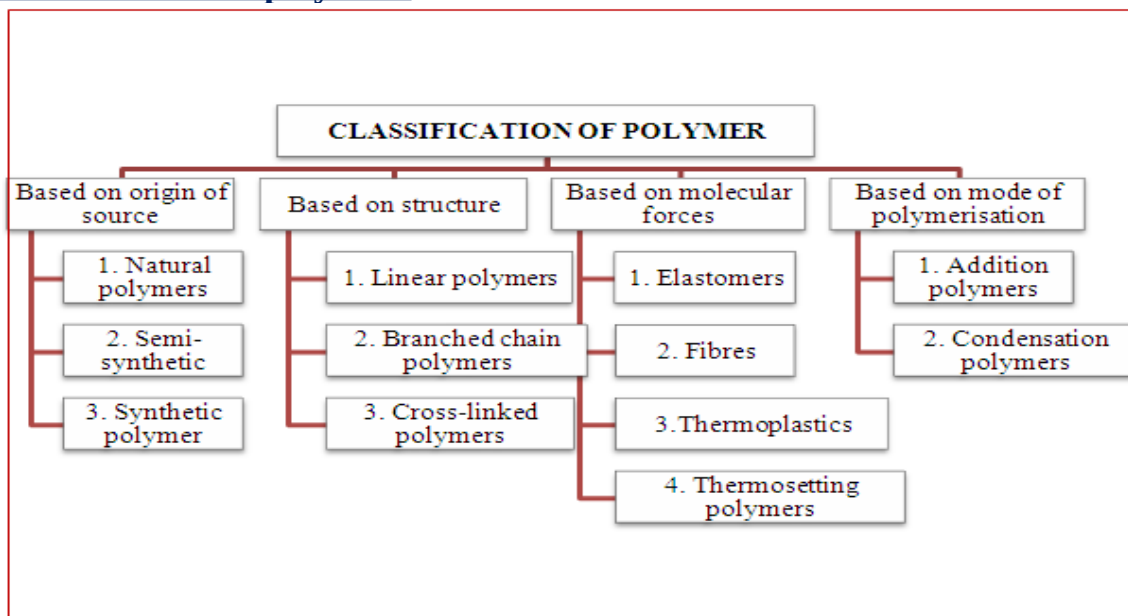 CLASSIFICATION OF POLYMER
Based on origin of
source
1. Natural
polymers
2. Semi-
synthetic
3. Synthetic
polymer
Based on structure
1. Linear polymers
2. Branched chain
polymers
3. Cross-linked
polymers
Based on molecular
forces
1. Elastomers
2. Fibres
3.Thermoplastics
4. Thermosetting
polymers
Based on mode of
polymerisation
1. Addition
polymers
2. Condensation
polymers